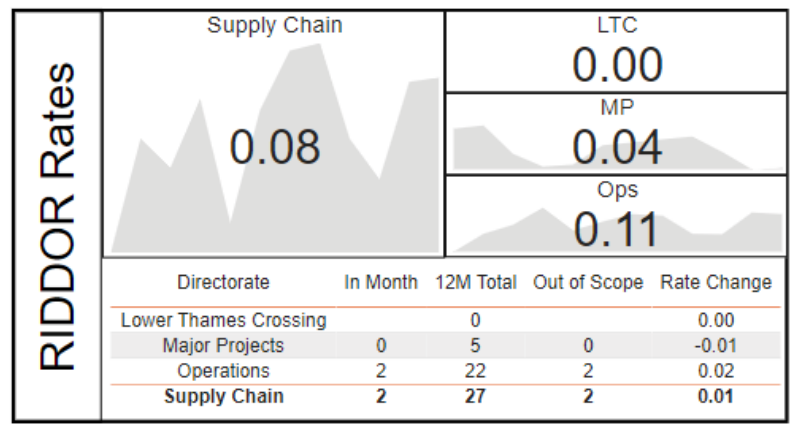 RIDDOR Rates
Supply Chain
0.08
LTC
0.00
MP
0.04
Ops
0.11
Directorate In Month 12M Total Out of Scope Rate Change
Lower Thames Crossing 0 0.00
Major Projects 0 5 0 -0.01
Operations 2 22 2 0.02
Supply Chain 2 27 2 0.01